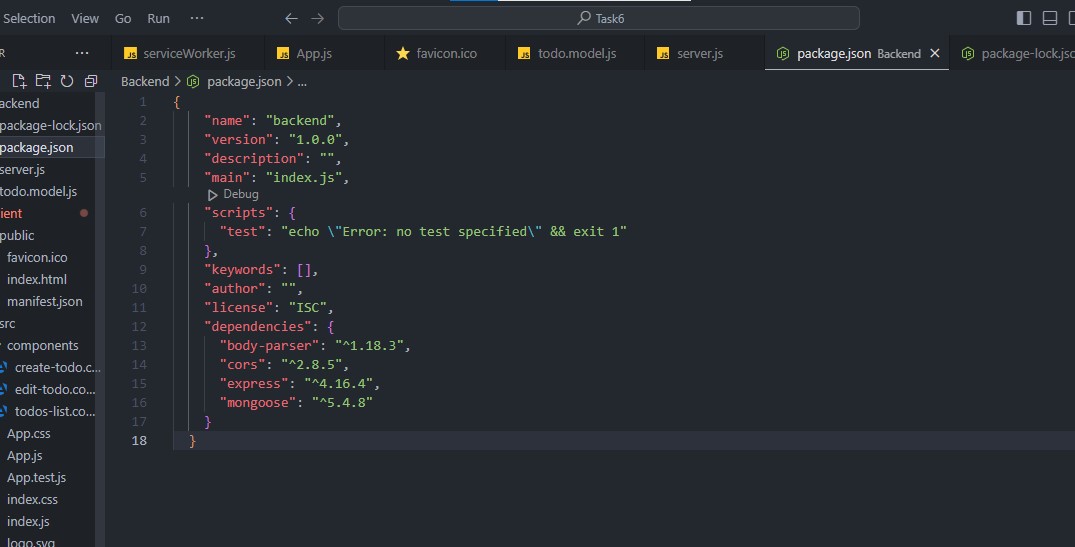 Selection View Go Run ···
Task6
serviceWorker.js App.js favicon.ico todo.model.js server.js package.json Backend package-lock.jsc
Backend > package.json > ...
ackend
package-lock.json
package.json
server.js
todo.model.js
ient
public
favicon.ico
index.html
manifest.json
src
components
create-todo.c...
edit-todo.co...
todos-list.co...
App.css
App.js
App.test.js
index.css
index.js
logo.svg
1 {
2 "name": "backend",
3 "version": "1.0.0",
4 "description": "",
5 "main": "index.js",
Debug
6 "scripts": {
7 "test": "echo \"Error: no test specified\" && exit 1"
8 },
9 "keywords": [],
10 "author": "",
11 "license": "ISC",
12 "dependencies": {
13 "body-parser": "^1.18.3",
14 "cors": "^2.8.5",
15 "express": "^4.16.4",
16 "mongoose": "^5.4.8"
17 }
18 }